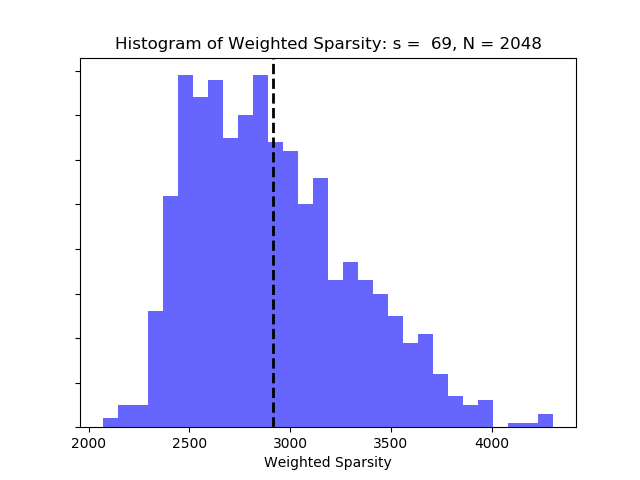 Histogram of Weighted Sparsity: s =  69, N = 2048
2000
2500
3000
3500
4000
Weighted Sparsity